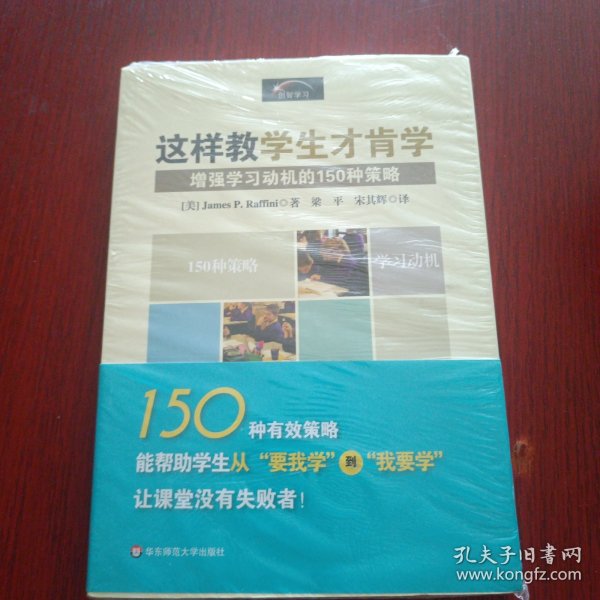 创智学习
这样教学生才肯学
增强学习动机的150种策略
[美] James P. Raffini◎著 梁 平 宋其辉◎译
150种策略
学习动机
150种有效策略
能帮助学生从“要我学”到“我要学”
让课堂没有失败者!
华东师范大学出版社
孔夫子旧书网
www.kongfz.com